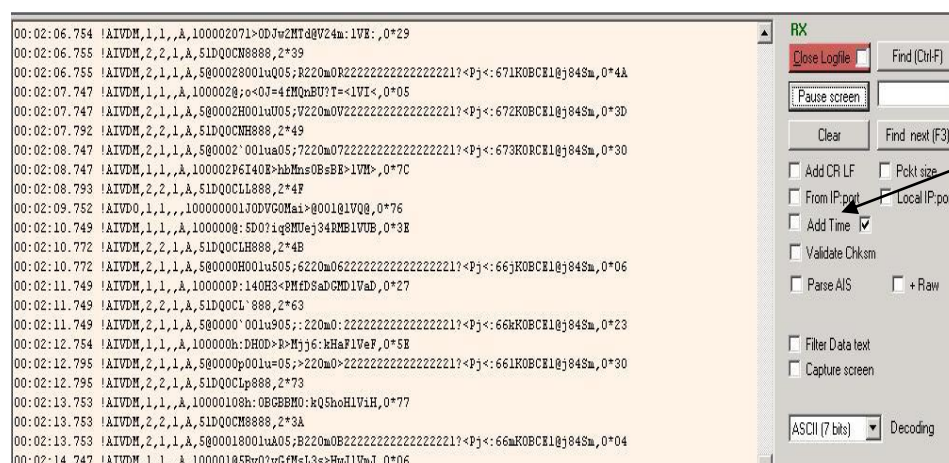 00:02:06.754 !AIVDM,1,1,,A,100002071>0DJw2MTd@V24m:1VE:,0*29
00:02:06.755 !AIVDM,2,2,1,A,51DQ0CN8888,2*39
00:02:06.755 !AIVDM,2,1,1,A,5@00028001uQ05;R220m0R2222222222222221?<Pj<:671K0BCE1@j84Sm,0*4A
00:02:07.747 !AIVDM,1,1,,A,100002@;o<0J=4fMQnBU?T=<1VI<,0*05
00:02:07.747 !AIVDM,2,1,1,A,5@0002H001uU05;V220m0V2222222222222221?<Pj<:672K0BCE1@j84Sm,0*3D
00:02:07.792 !AIVDM,2,2,1,A,51DQ0CNH888,2*49
00:02:08.747 !AIVDM,2,1,1,A,5@0002`001ua05;7220m072222222222222221?<Pj<:673K0RCE1@j84Sm,0*30
00:02:08.747 !AIVDM,1,1,,A,100002P6I40E>hbMns0BsBE>1VM>,0*7C
00:02:08.793 !AIVDM,2,2,1,A,51DQ0CLL888,2*4F
00:02:09.752 !AIVDO,1,1,,,100000001J0DVG0Mai>@001@1VQ@,0*76
00:02:10.749 !AIVDM,1,1,,A,100000@:5D0?iq8MUej34RMB1VUB,0*3E
00:02:10.772 !AIVDM,2,2,1,A,51DQ0CLH888,2*4B
00:02:10.772 !AIVDM,2,1,1,A,5@0000H001u505;6220m062222222222222221?<Pj<:66jK0BCE1@j84Sm,0*06
00:02:11.749 !AIVDM,1,1,,A,100000P:140H3<PMfDSaDGMD1VaD,0*27
00:02:11.749 !AIVDM,2,2,1,A,51DQ0CL`888,2*63
00:02:11.749 !AIVDM,2,1,1,A,5@0000`001u905;:220m0:2222222222222221?<Pj<:66kK0BCE1@j84Sm,0*23
00:02:12.754 !AIVDM,1,1,,A,100000h:DH0D>R>Mjj6:kHaF1VeF,0*5E
00:02:12.795 !AIVDM,2,1,1,A,5@0000p001u=05;>220m0>2222222222222221?<Pj<:661K0BCE1@j84Sm,0*30
00:02:12.795 !AIVDM,2,2,1,A,51DQ0CLp888,2*73
00:02:13.753 !AIVDM,1,1,,A,10000108h:0BGBBM0:kQ5hoH1ViH,0*77
00:02:13.753 !AIVDM,2,2,1,A,51DQ0CM8888,2*3A
00:02:13.753 !AIVDM,2,1,1,A,5@00018001uA05;B220m0B2222222222222221?<Pj<:66mK0BCE1@j84Sm,0*04
00:02:14.747 !AIVDM,1,1,,A,
RX
Close Logfile Find (Ctrl-F)
Pause screen
Clear Find next (F3)
Add CR LF Pckt size
From IP:port Local IP:po
Add Time
Validate Chksm
Parse AIS + Raw
Filter Data text
Capture screen
ASCII (7 bits) Decoding